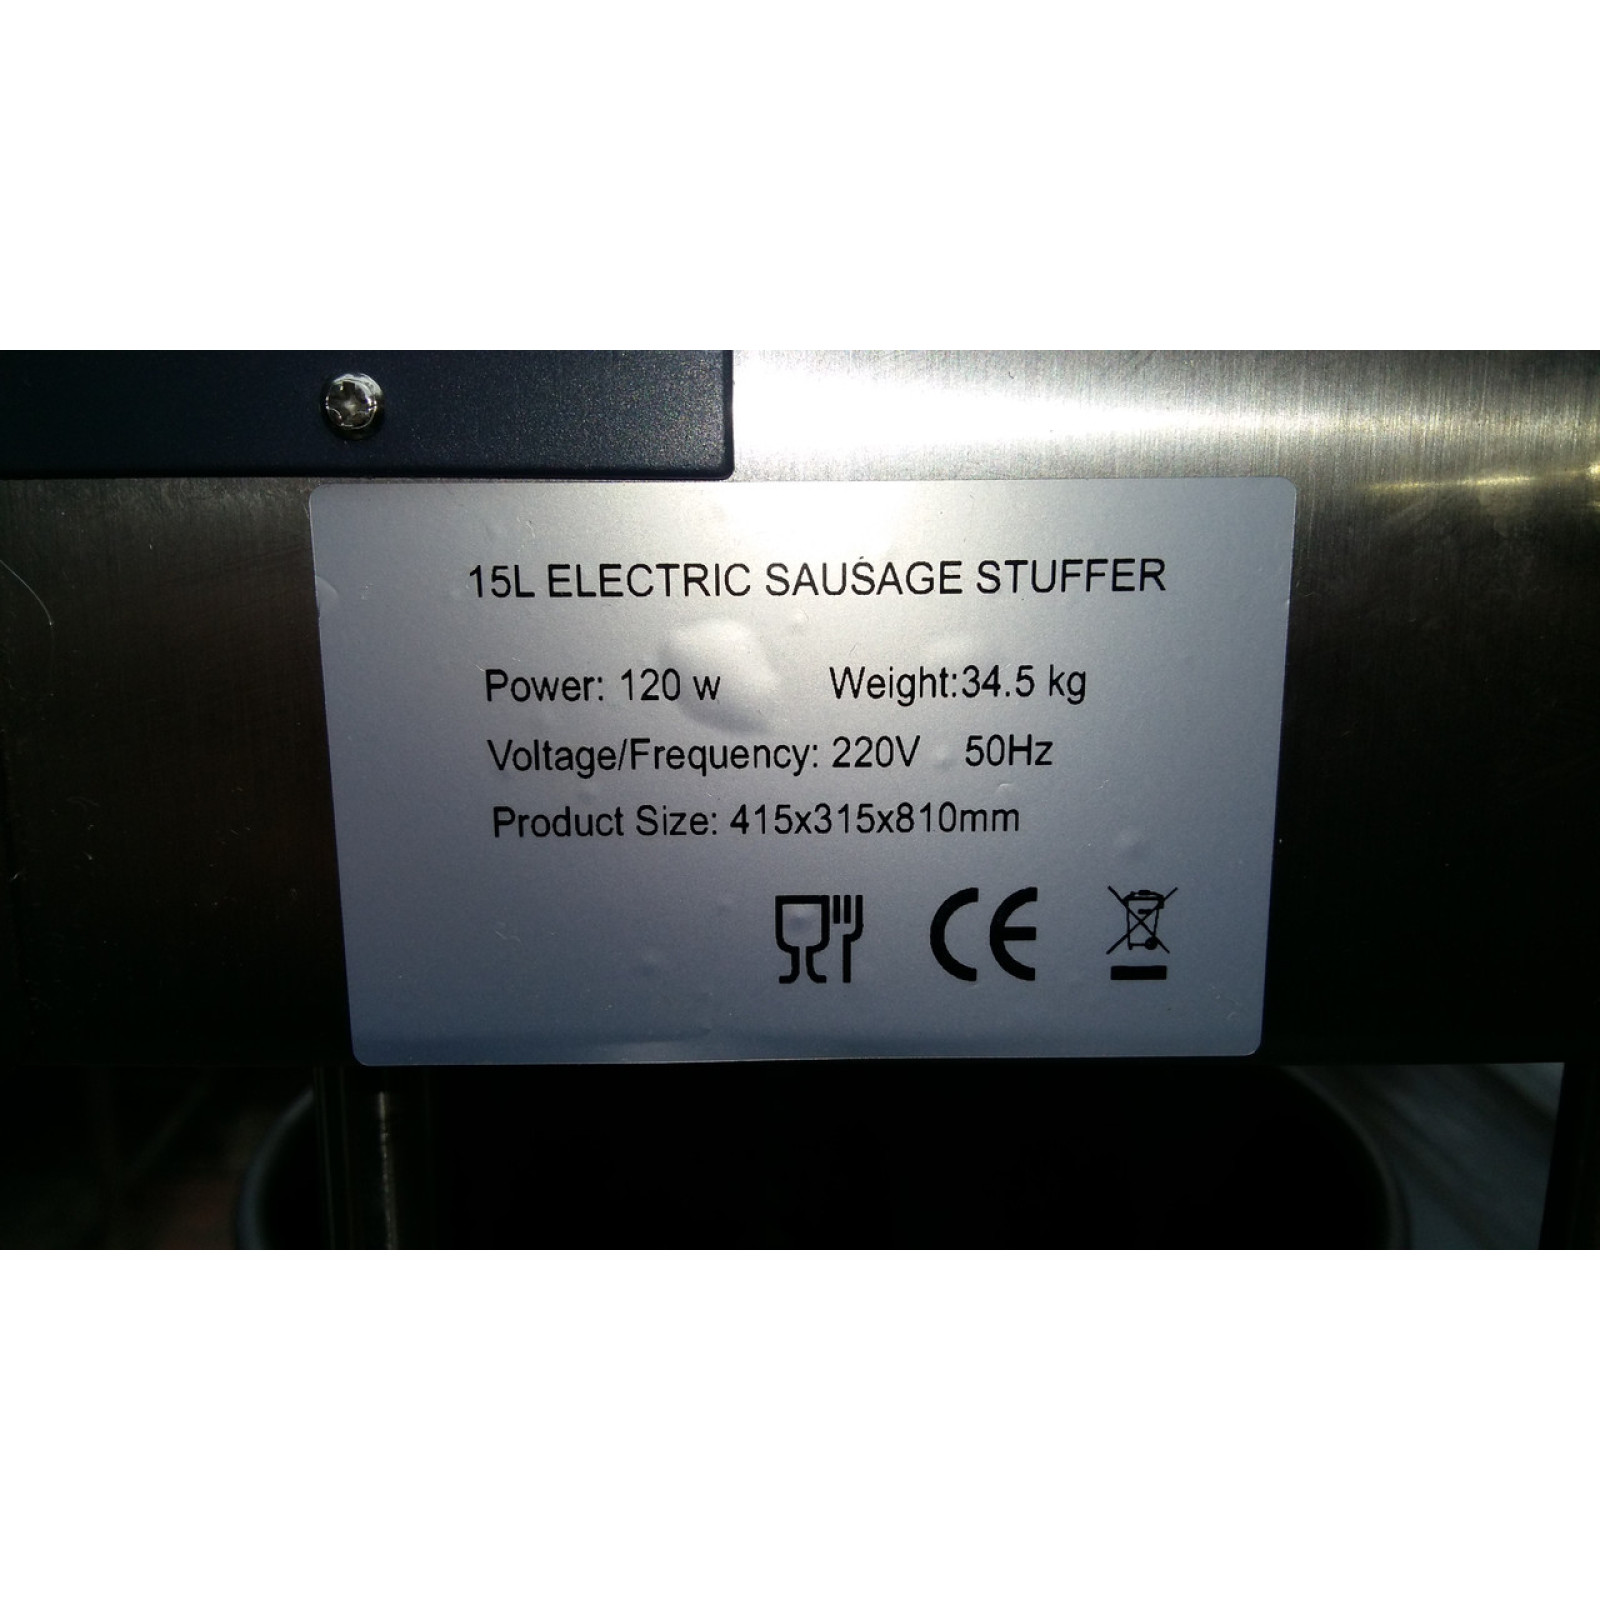 15L ELECTRIC SAUSAGE STUFFER
Power: 120 w Weight:34.5 kg
Voltage/Frequency: 220V 50Hz
Product Size: 415x315x810mm
CE